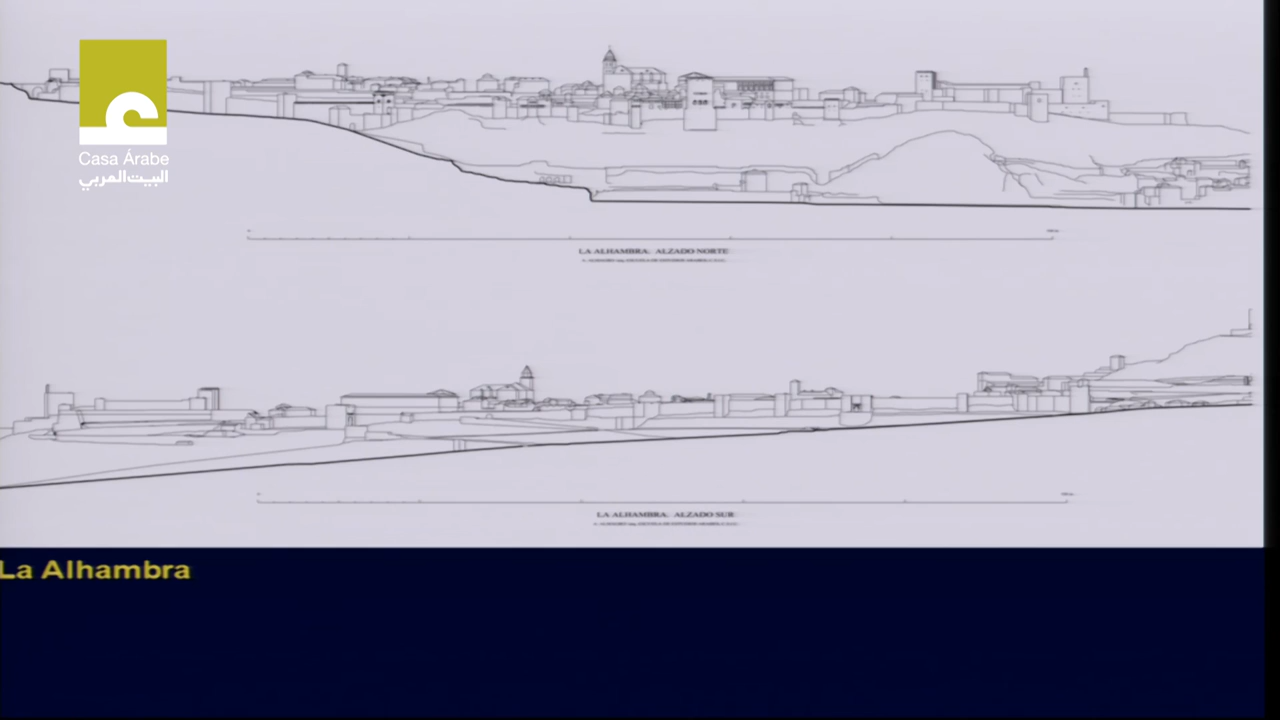 Casa Árabe
البيت العربي
LA ALHAMBRA. ALZADO NORTE
LA ALHAMBRA. ALZADO SUR
La Alhambra